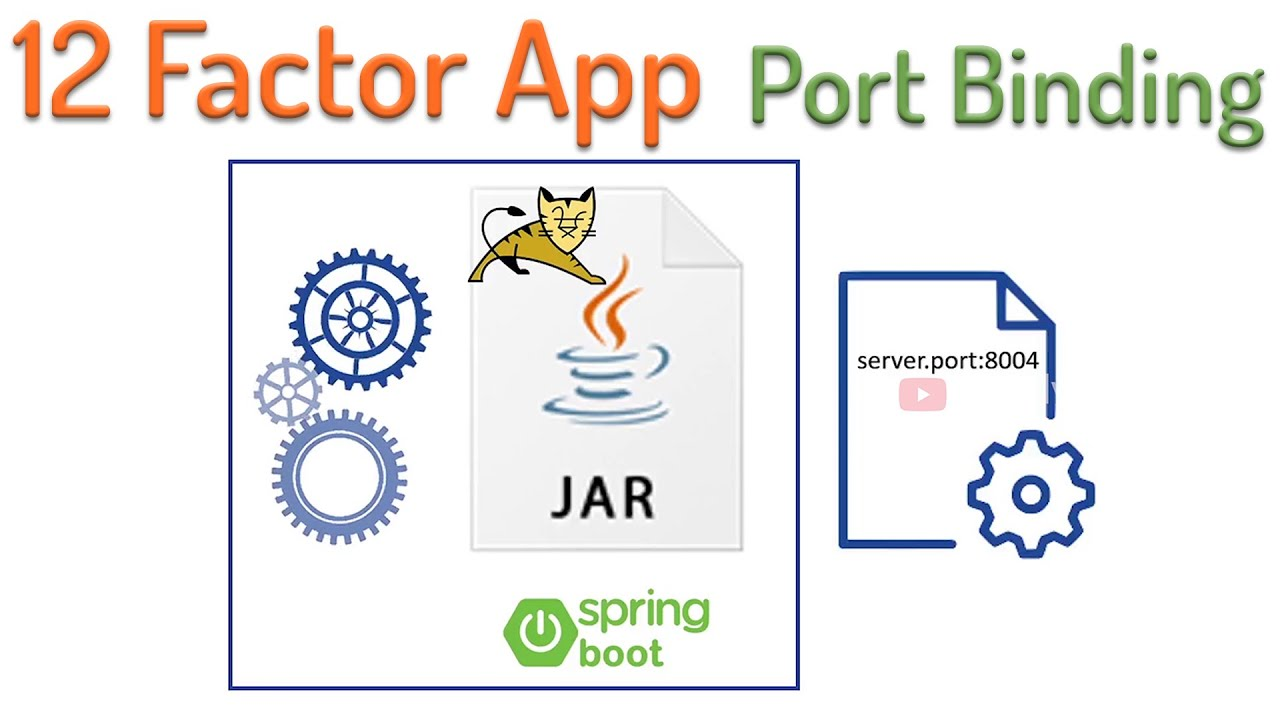 12 Factor App Port Binding
server.port:8004
JAR
spring
boot